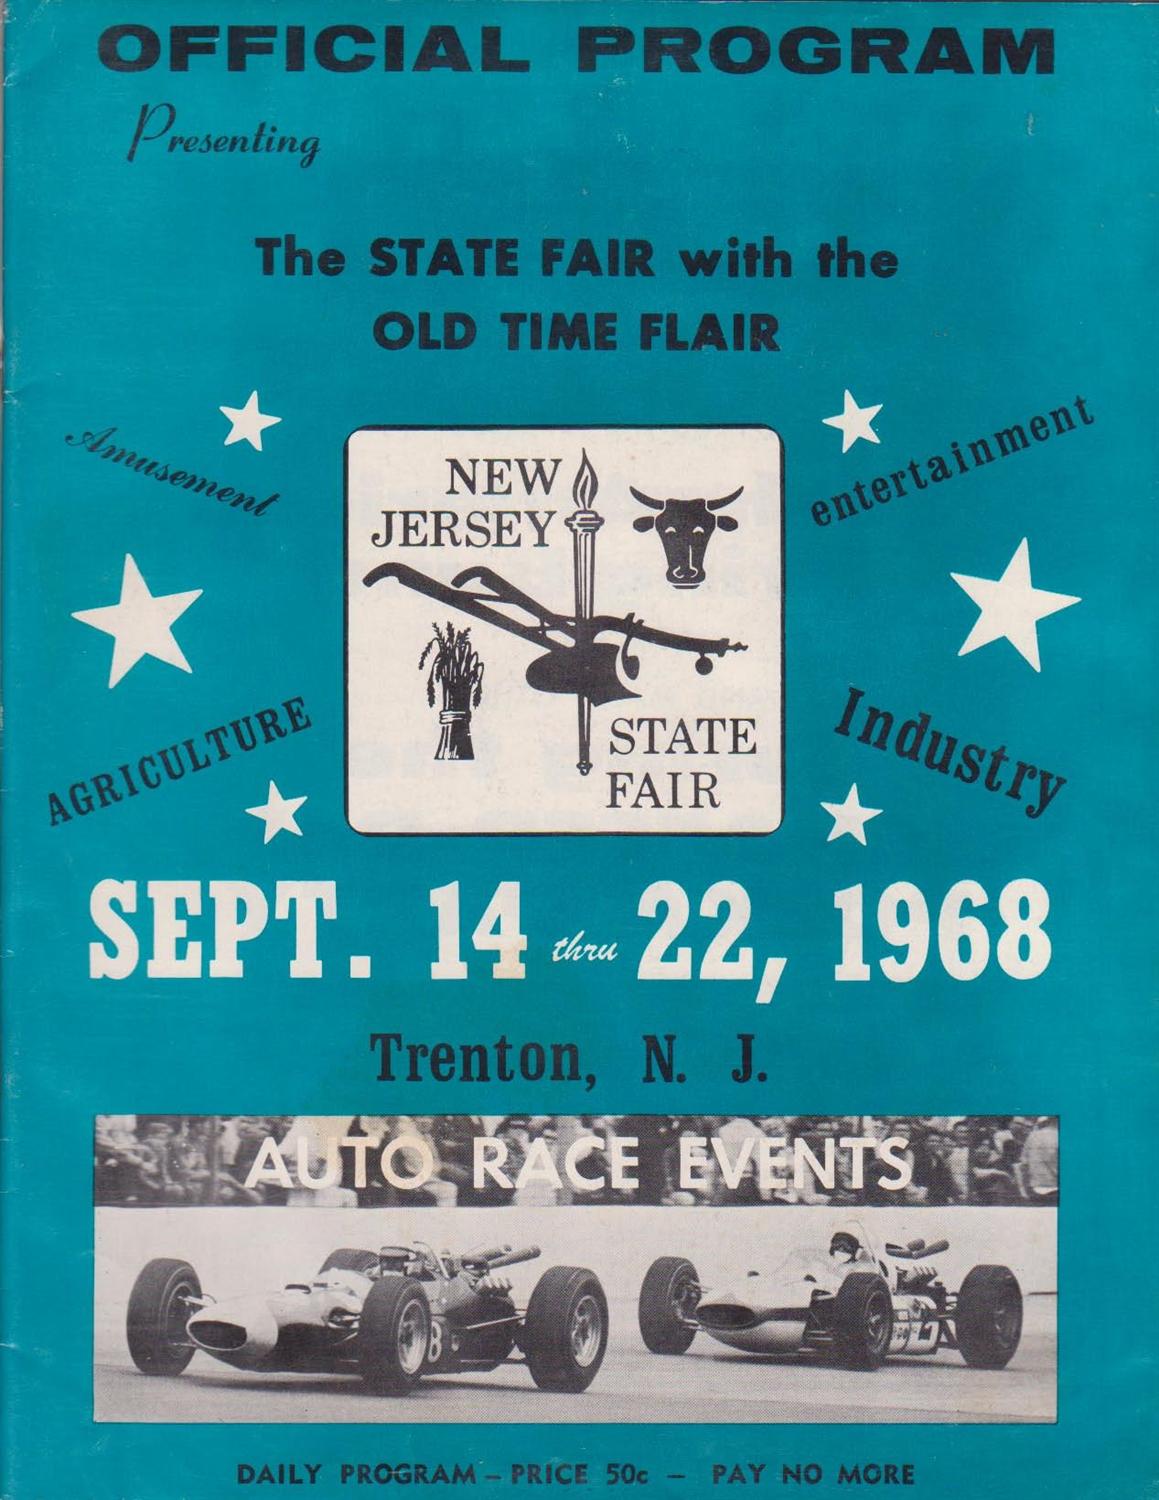 OFFICIAL PROGRAM
Presenting
The STATE FAIR with the
OLD TIME FLAIR
Amusement
entertainment
NEW
JERSEY
STATE
FAIR
AGRICULTURE
Industry
SEPT. 14 thru 22, 1968
Trenton, N. J.
AUTO RACE EVENTS
8
DAILY PROGRAM – PRICE 50c – PAY NO MORE